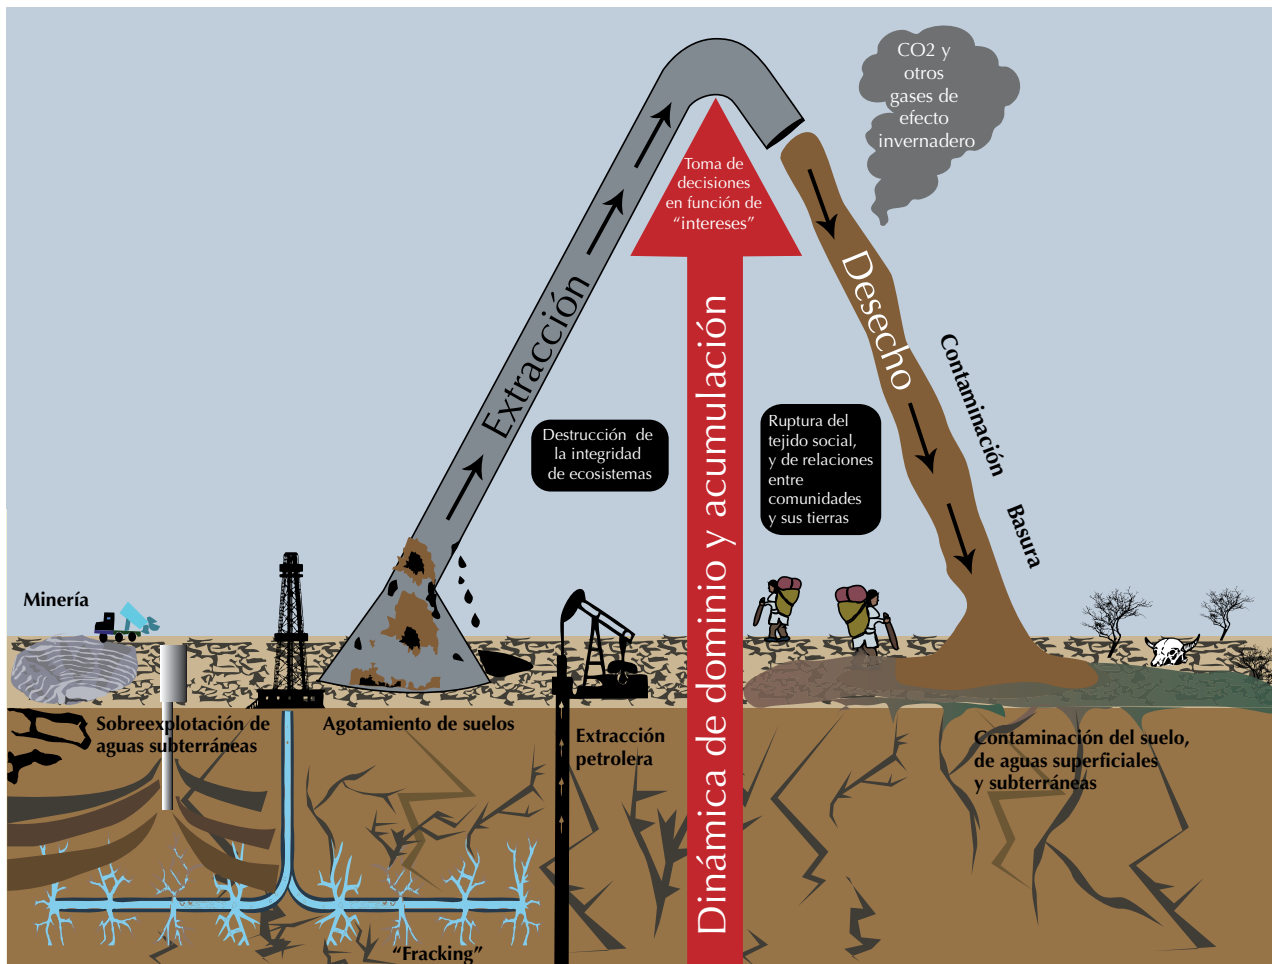 CO2 y
otros
gases de
efecto
invernadero
Toma de
decisiones
en función de
“intereses”
Extracción
Desecho
Dinámica de dominio y acumulación
Contaminación
Basura
Destrucción de
la integridad
de ecosistemas
Ruptura del
tejido social,
y de relaciones
entre
comunidades
y sus tierras
Minería
Sobreexplotación de
aguas subterráneas
Agotamiento de suelos
Extracción
petrolera
Contaminación del suelo,
de aguas superficiales
y subterráneas
“Fracking”